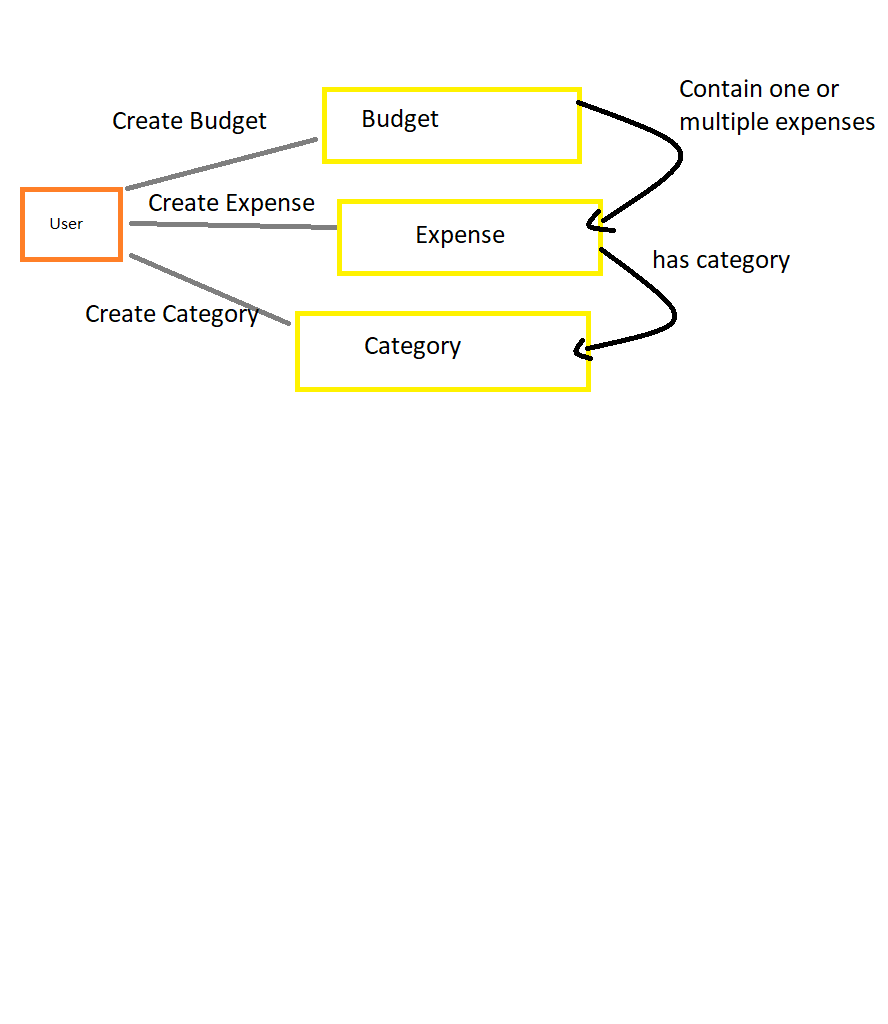 Contain one or
multiple expenses
Create Budget
Budget
Create Expense
User
Expense
has category
Create Category
Category